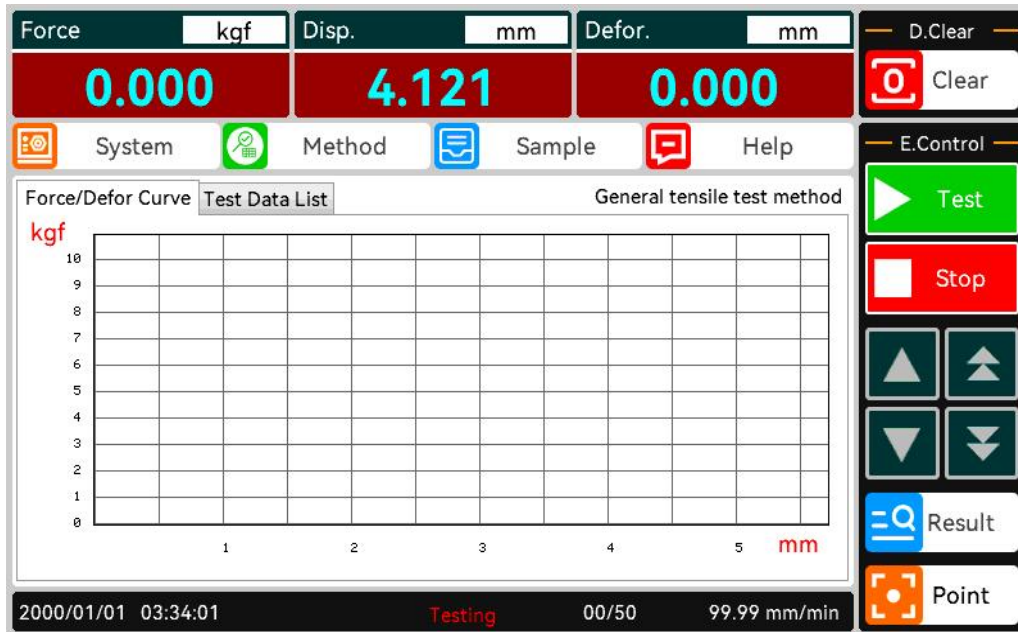 Force kgf Disp. mm Defor. mm
0.000 4.121 0.000
System Method Sample Help
Force/Defor Curve Test Data List General tensile test method
kgf
10
9
8
7
6
5
4
3
2
1
0
1 2 3 4 5 mm
2000/01/01 03:34:01 Testing 00/50 99.99 mm/min
D.Clear
Clear
E.Control
Test
Stop
Result
Point